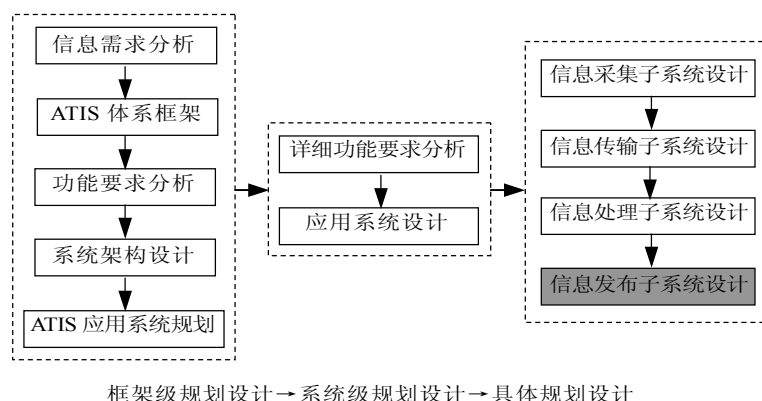 信息需求分析
ATIS 体系框架
功能要求分析
系统架构设计
ATIS 应用系统规划
详细功能要求分析
应用系统设计
信息采集子系统设计
信息传输子系统设计
信息处理子系统设计
信息发布子系统设计
框架级规划设计→系统级规划设计→具体规划设计